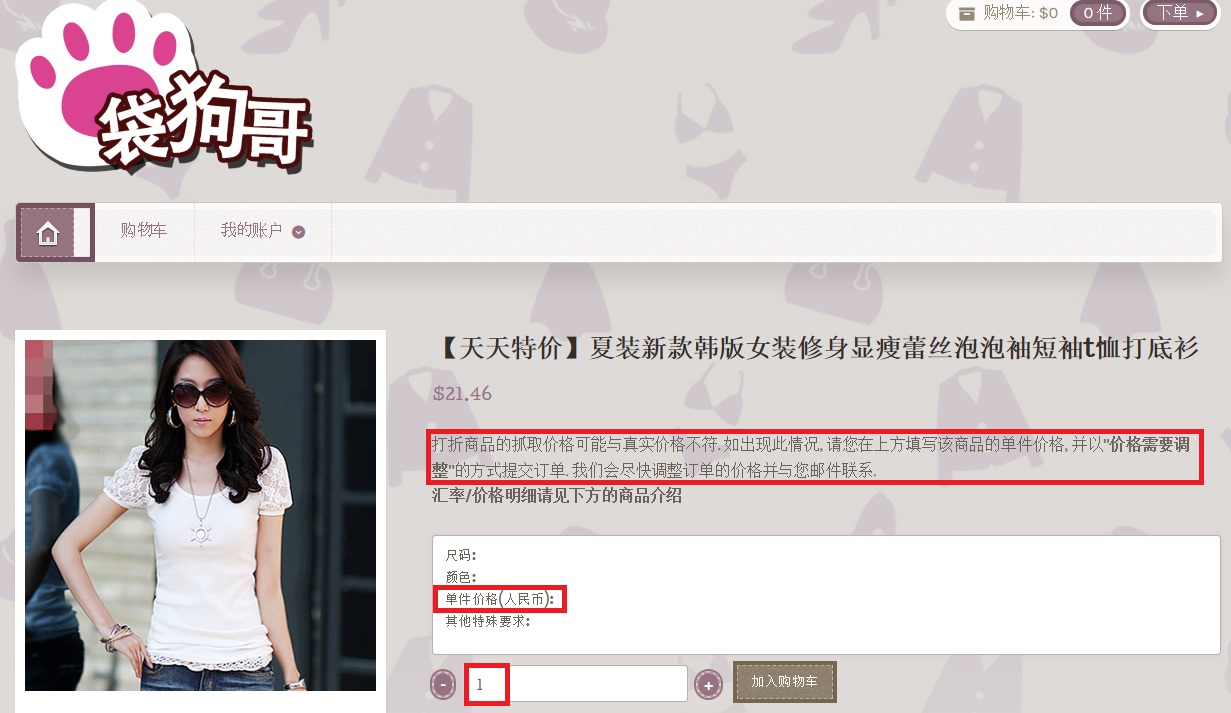 购物车: $0
0 件
下单 ▸
袋狗哥
购物车
我的账户
【天天特价】夏装新款韩版女装修身显瘦蕾丝泡泡袖短袖t恤打底衫
$21.46
打折商品的抓取价格可能与真实价格不符.如出现此情况,请您在上方填写该商品的单件价格,并以"价格需要调
整"的方式提交订单.我们会尽快调整订单的价格并与您邮件联系.
汇率/价格明细请见下方的商品介绍
尺码:
颜色:
单件价格(人民币):
其他特殊要求:
-
1
+
加入购物车